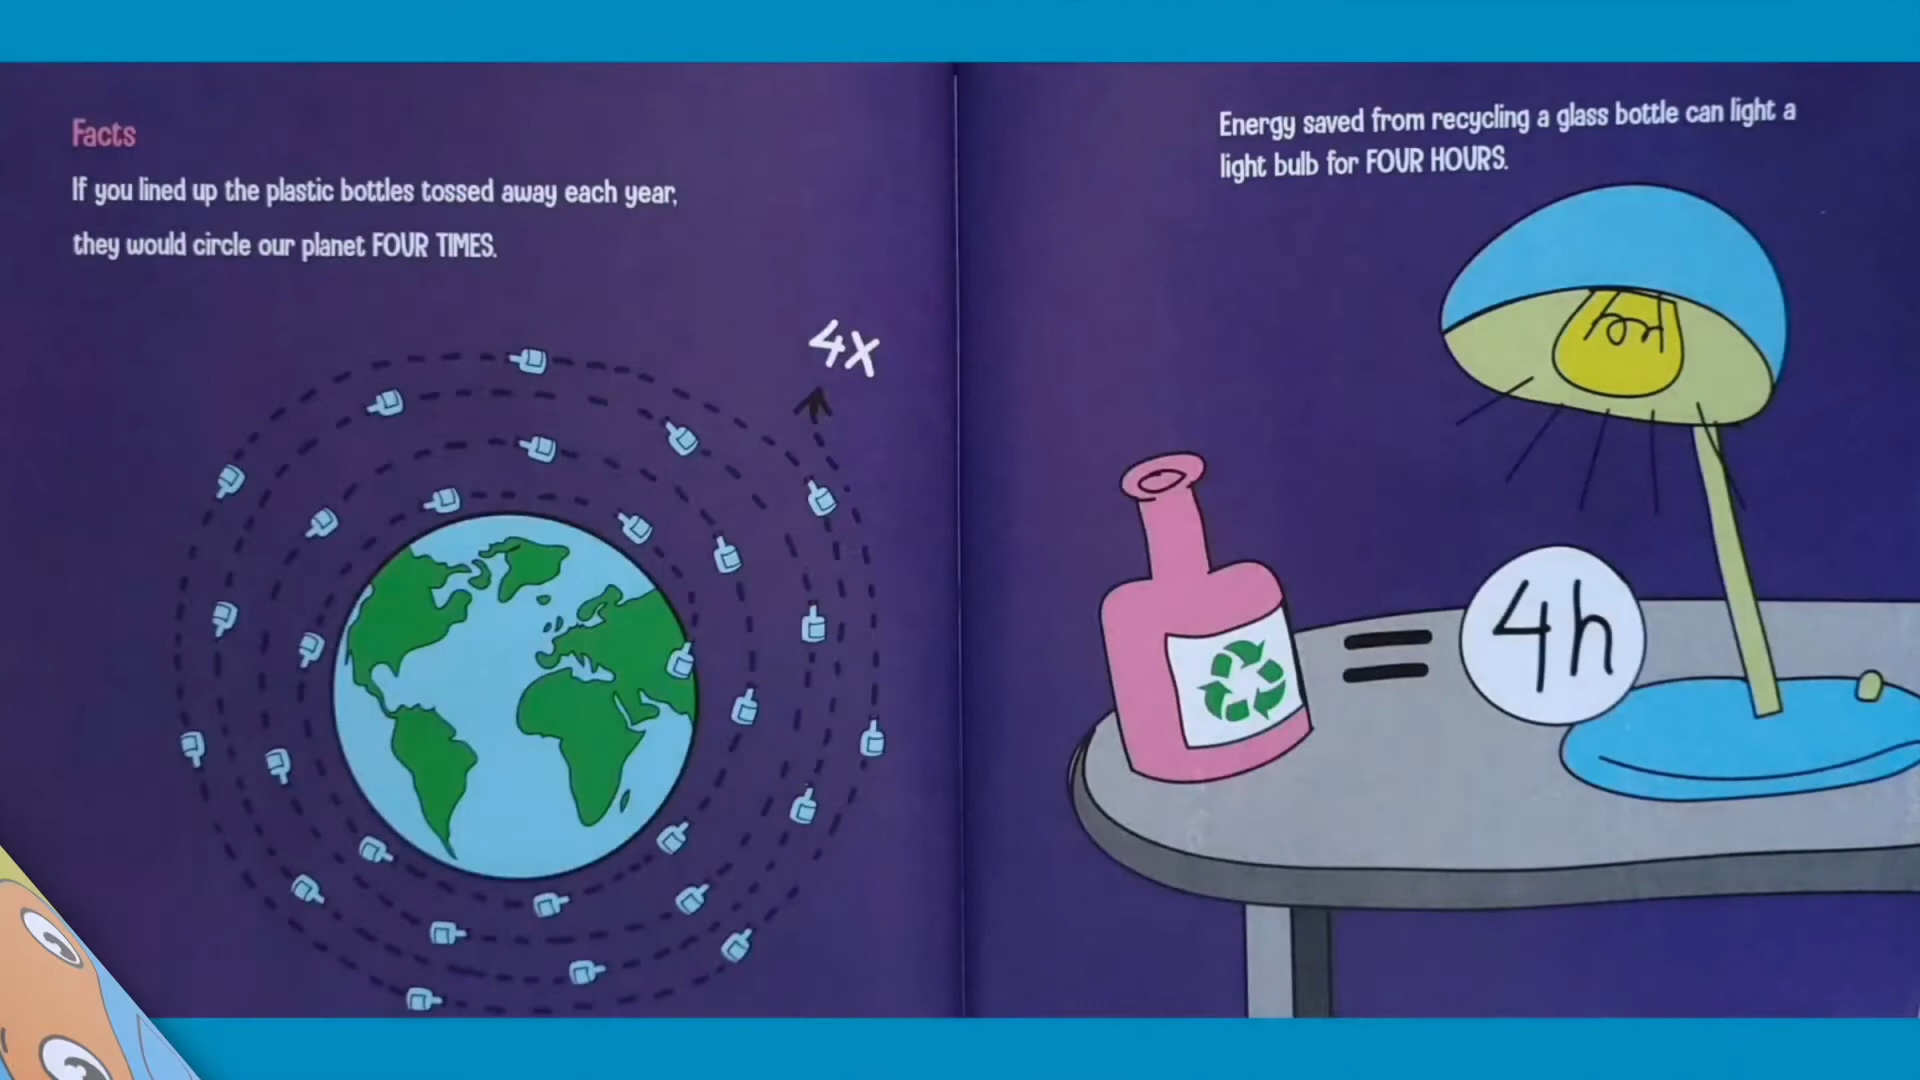 Facts
If you lined up the plastic bottles tossed away each year,
they would circle our planet FOUR TIMES.
4X
Energy saved from recycling a glass bottle can light a
light bulb for FOUR HOURS.
= 4h